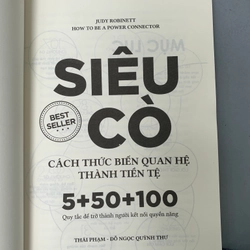 JUDY ROBINETT
HOW TO BE A POWER CONNECTOR
SIÊU
BEST
SELLER
CÒ
CÁCH THỨC BIẾN QUAN HỆ
THÀNH TIỀN TỆ
5+50+100
Quy tắc để trở thành người kết nối quyền năng
THÁI PHẠM - ĐỖ NGỌC QUỲNH THƯ
MỤC LỤC